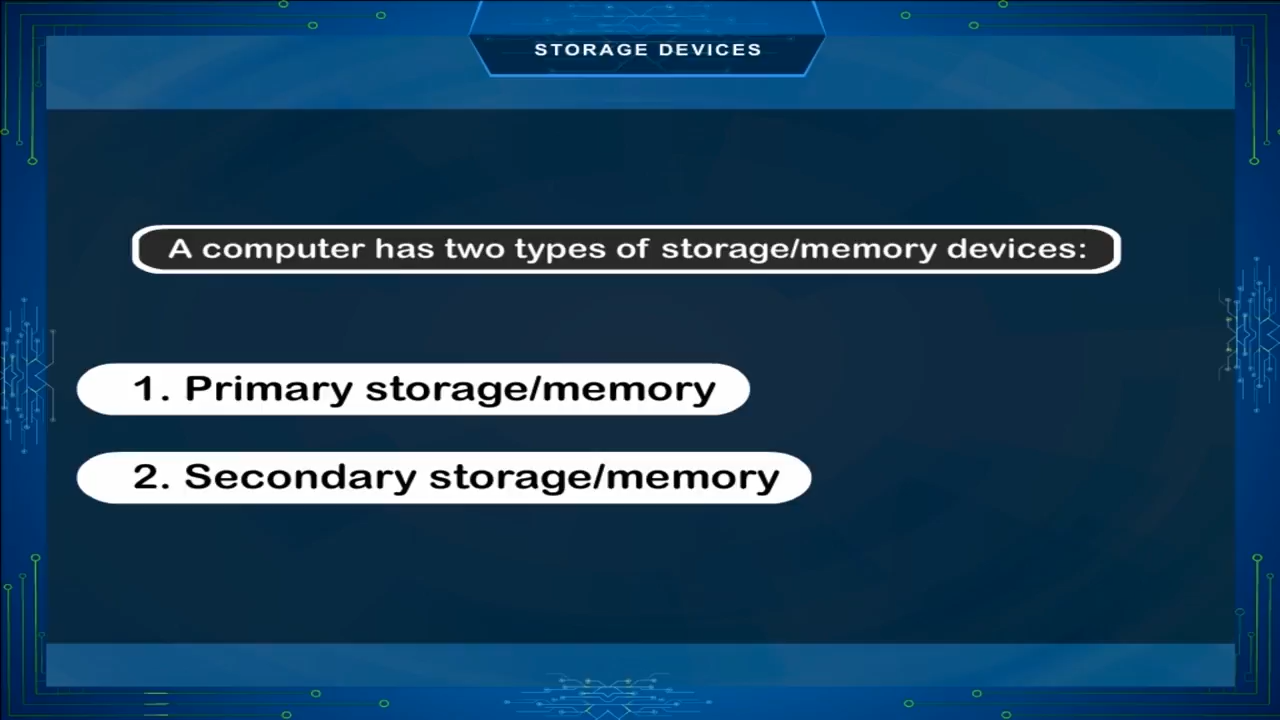 STORAGE DEVICES
A computer has two types of storage/memory devices:
1. Primary storage/memory
2. Secondary storage/memory